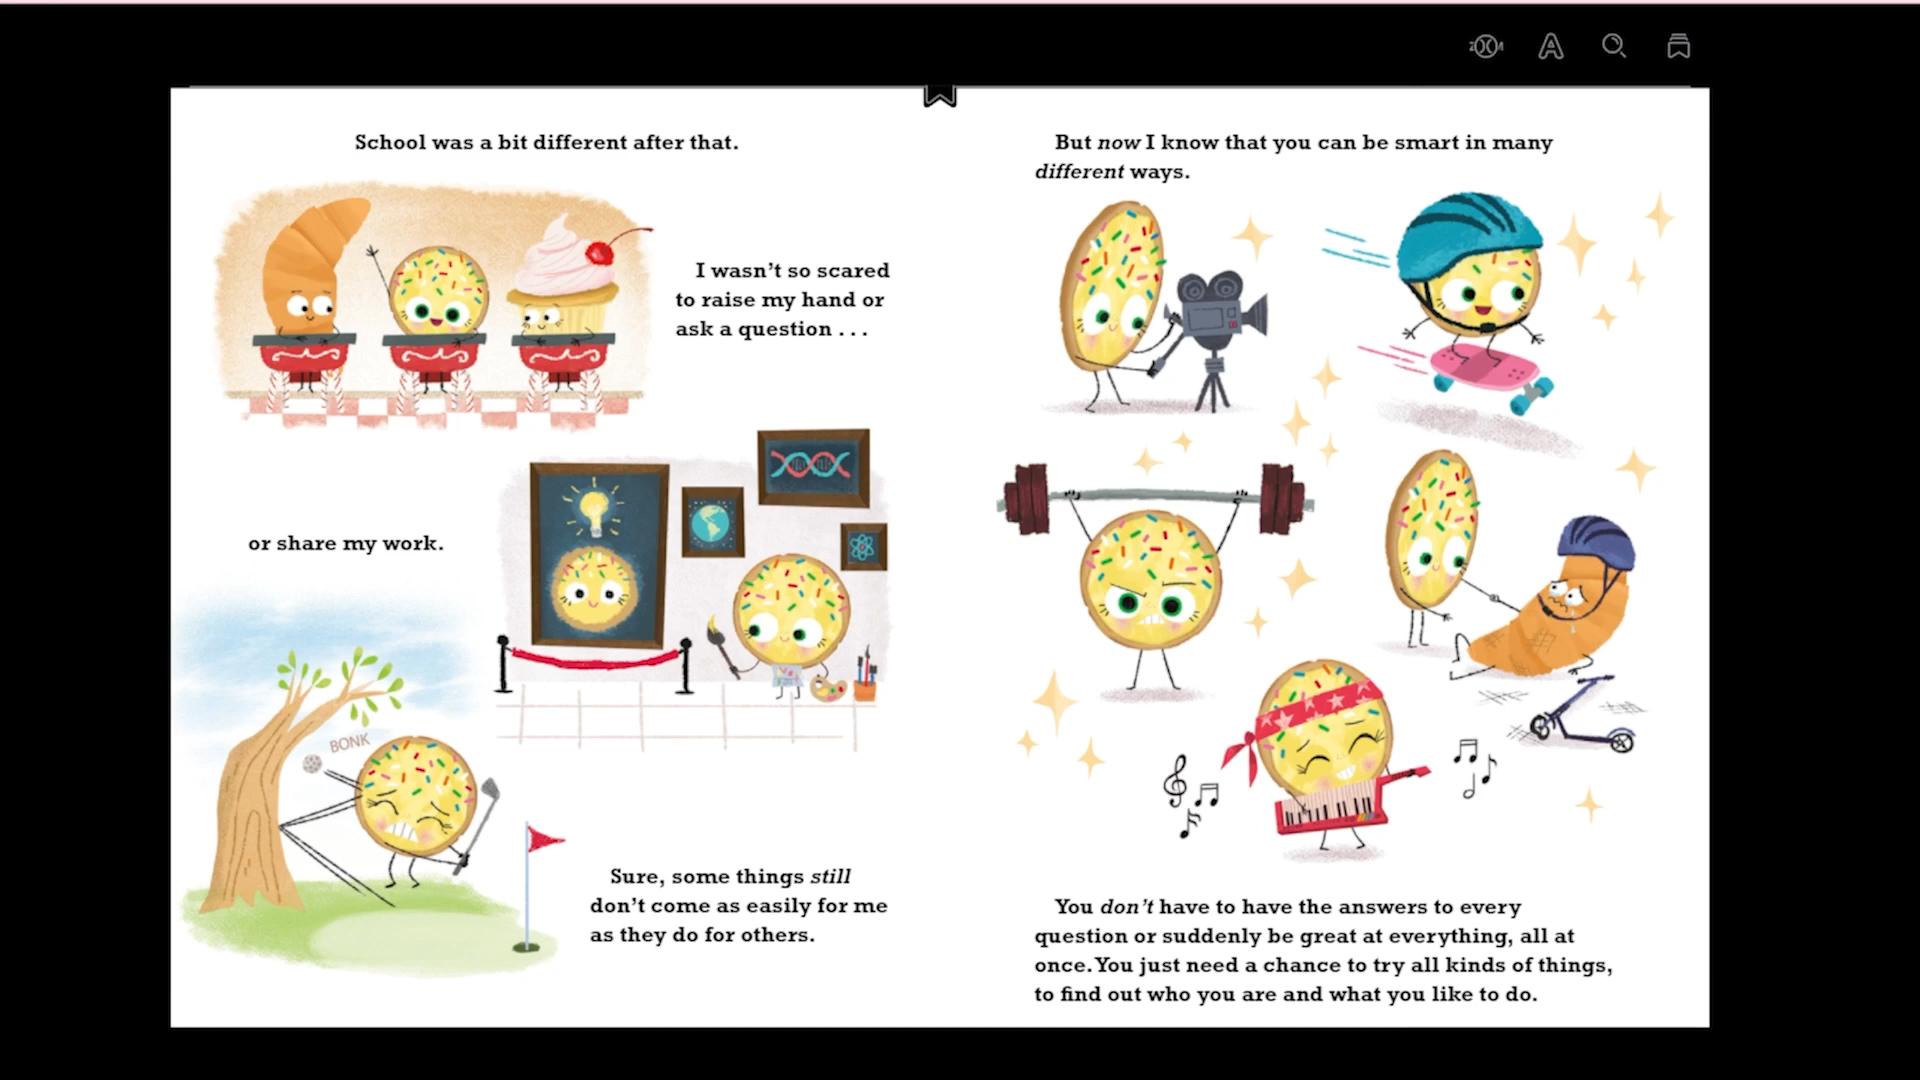 School was a bit different after that.
I wasn't so scared
to raise my hand or
ask a question . . .
or share my work.
BONK
Sure, some things still
don't come as easily for me
as they do for others.
But now I know that you can be smart in many
different ways.
You don't have to have the answers to every
question or suddenly be great at everything, all at
once. You just need a chance to try all kinds of things,
to find out who you are and what you like to do.